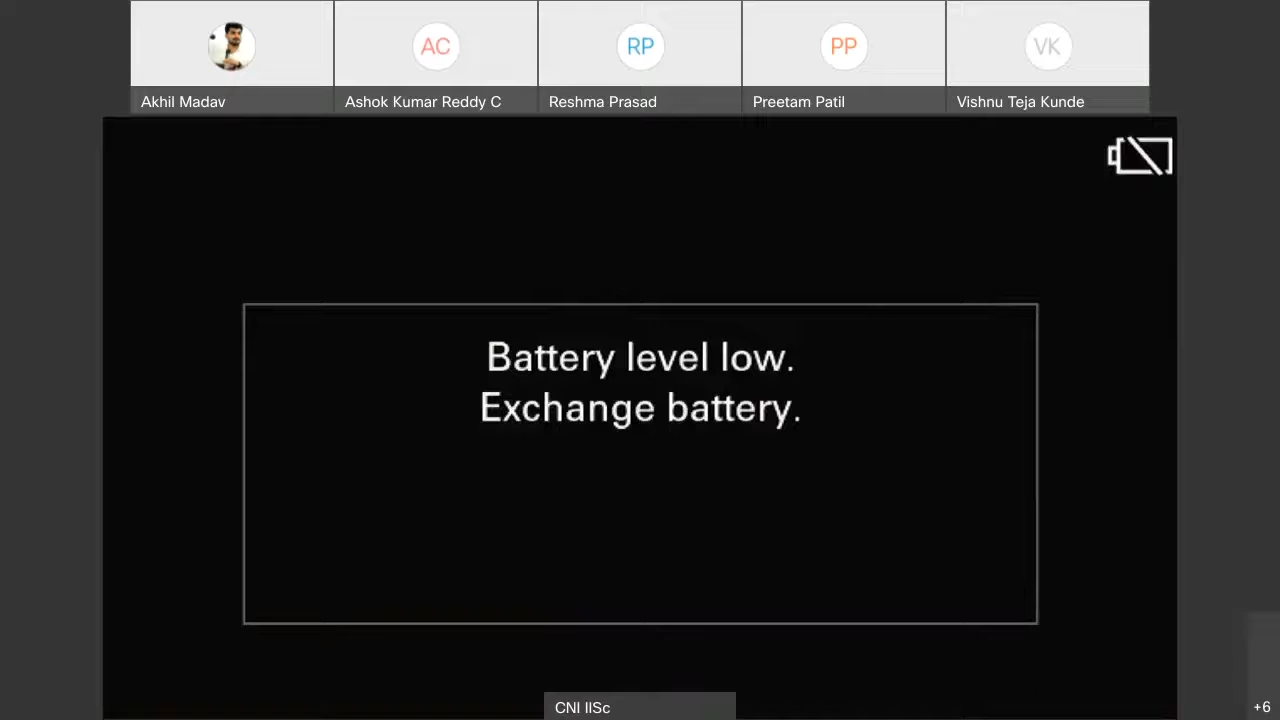 AC
RP
PP
VK
Akhil Madav
Ashok Kumar Reddy C
Reshma Prasad
Preetam Patil
Vishnu Teja Kunde
Battery level low.
Exchange battery.
CNI IISc
+6